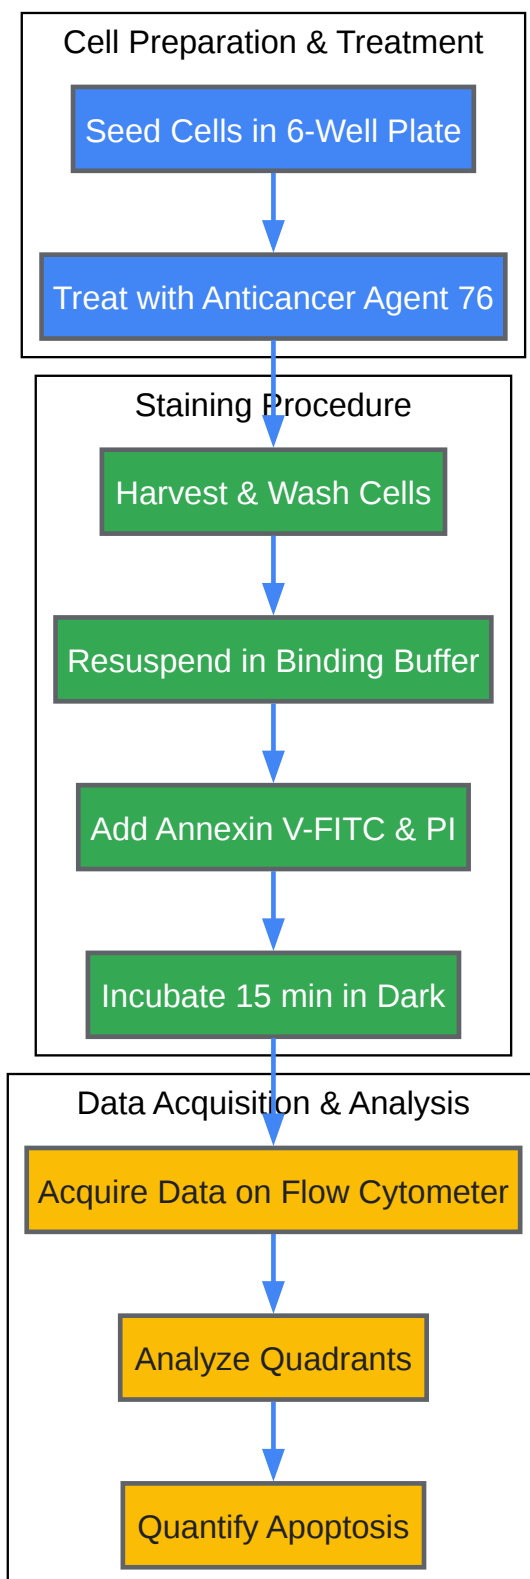 Cell Preparation & Treatment
Seed Cells in 6-Well Plate
Treat with Anticancer Agent 76
Staining Procedure
Harvest & Wash Cells
Resuspend in Binding Buffer
Add Annexin V-FITC & PI
Incubate 15 min in Dark
Data Acquisition & Analysis
Acquire Data on Flow Cytometer
Analyze Quadrants
Quantify Apoptosis